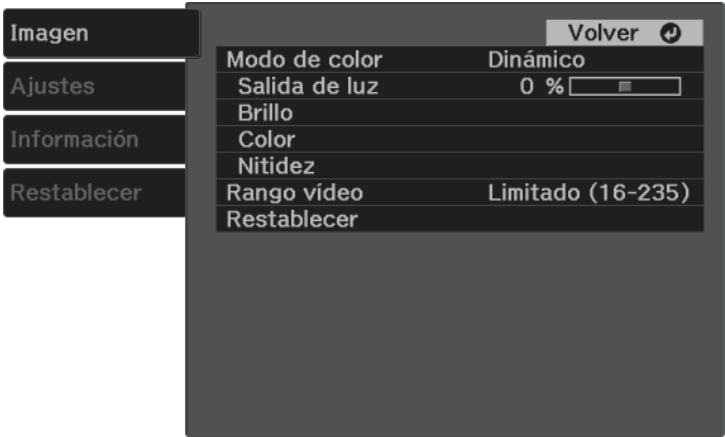 Imagen
Ajustes
Información
Restablecer
Volver
Modo de color Dinámico
Salida de luz 0 %
Brillo
Color
Nitidez
Rango vídeo Limitado (16-235)
Restablecer